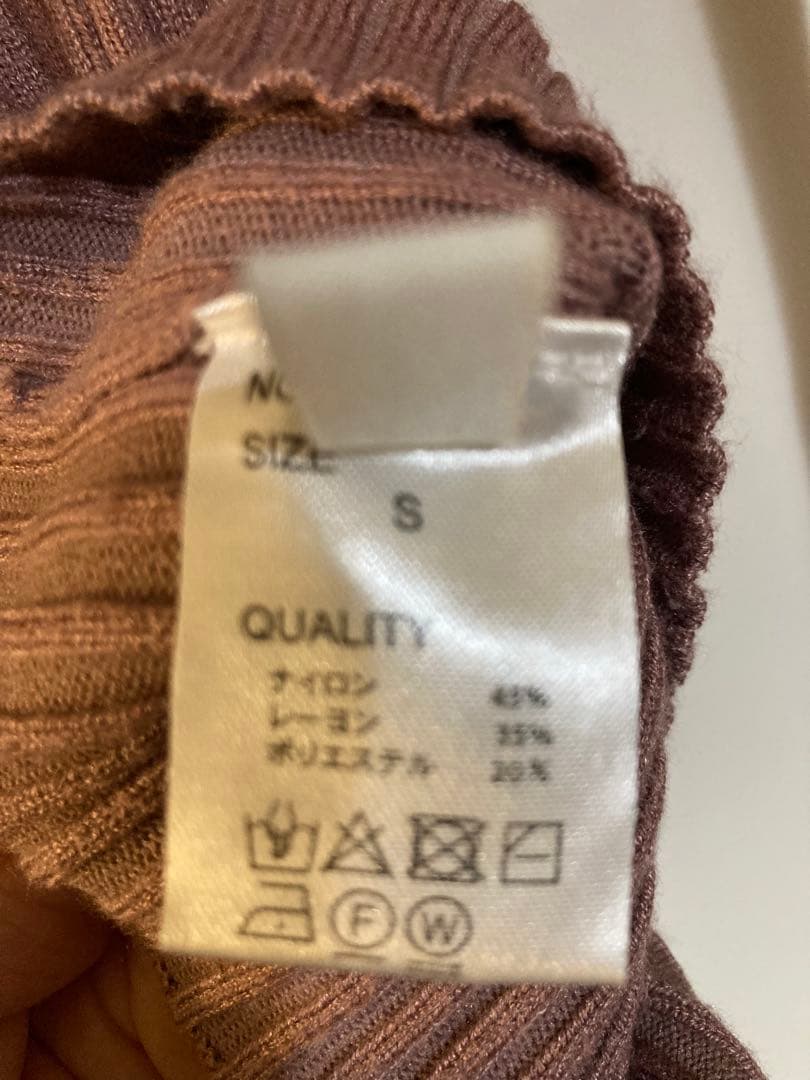 SIZE
S
QUALITY
ナイロン 45%
レーヨン 35%
ポリエステル 20%
F W